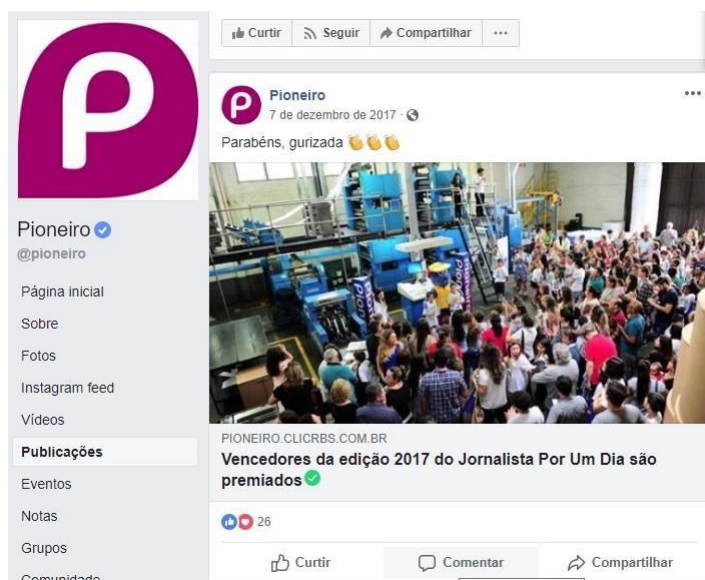 Curtir Seguir Compartilhar ...
P
Pioneiro
@pioneiro
Página inicial
Sobre
Fotos
Instagram feed
Vídeos
Publicações
Eventos
Notas
Grupos
Comunidade
P
Pioneiro
7 de dezembro de 2017 ·
Parabéns, gurizada 👏👏👏
PIONEIRO.CLICRBS.COM.BR
Vencedores da edição 2017 do Jornalista Por Um Dia são
premiados
26
Curtir Comentar Compartilhar